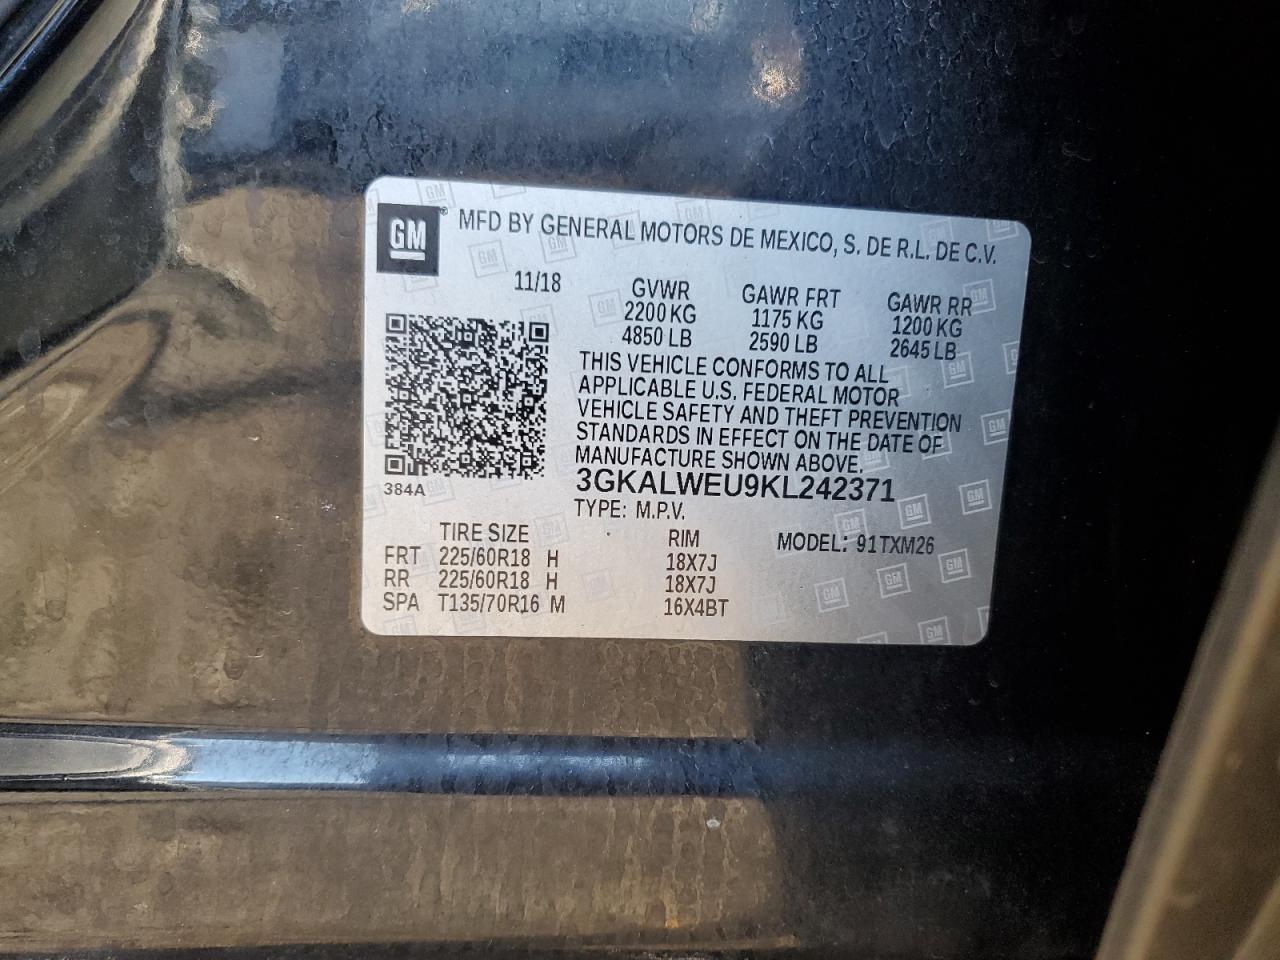 GM ® MFD BY GENERAL MOTORS DE MEXICO, S. DE R.L. DE C.V.
11/18 GVWR GAWR FRT GAWR RR
2200 KG 1175 KG 1200 KG
4850 LB 2590 LB 2645 LB
THIS VEHICLE CONFORMS TO ALL
APPLICABLE U.S. FEDERAL MOTOR
VEHICLE SAFETY AND THEFT PREVENTION
STANDARDS IN EFFECT ON THE DATE OF
MANUFACTURE SHOWN ABOVE.
384A 3GKALWEU9KL242371
TYPE: M.P.V.
TIRE SIZE RIM MODEL: 91TXM26
FRT 225/60R18 H 18X7J
RR 225/60R18 H 18X7J
SPA T135/70R16 M 16X4BT